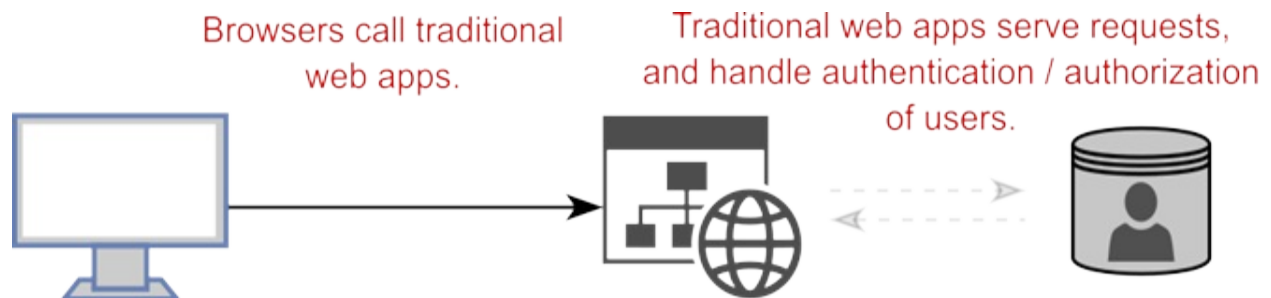 Browsers call traditional
web apps.
Traditional web apps serve requests,
and handle authentication / authorization
of users.